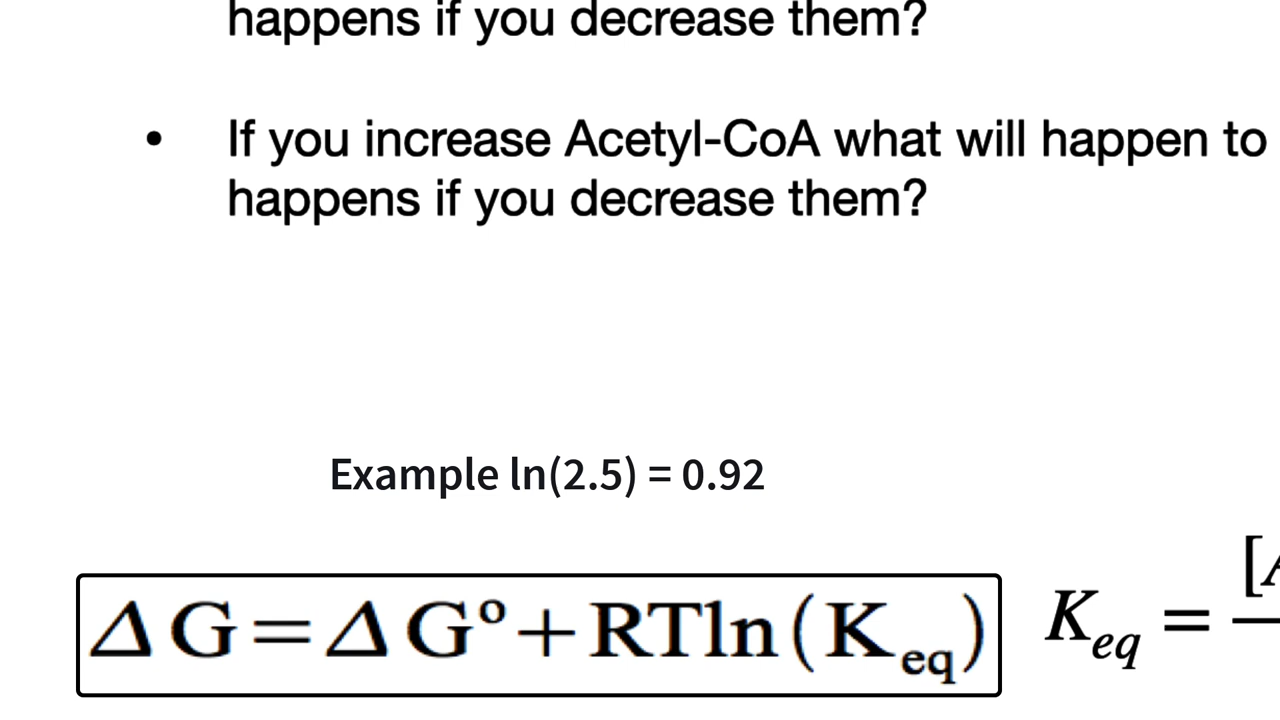 happens if you decrease them?
• If you increase Acetyl-CoA what will happen to
happens if you decrease them?
Example ln(2.5) = 0.92
ΔG=ΔG°+RTln(Keq)
Keq = [